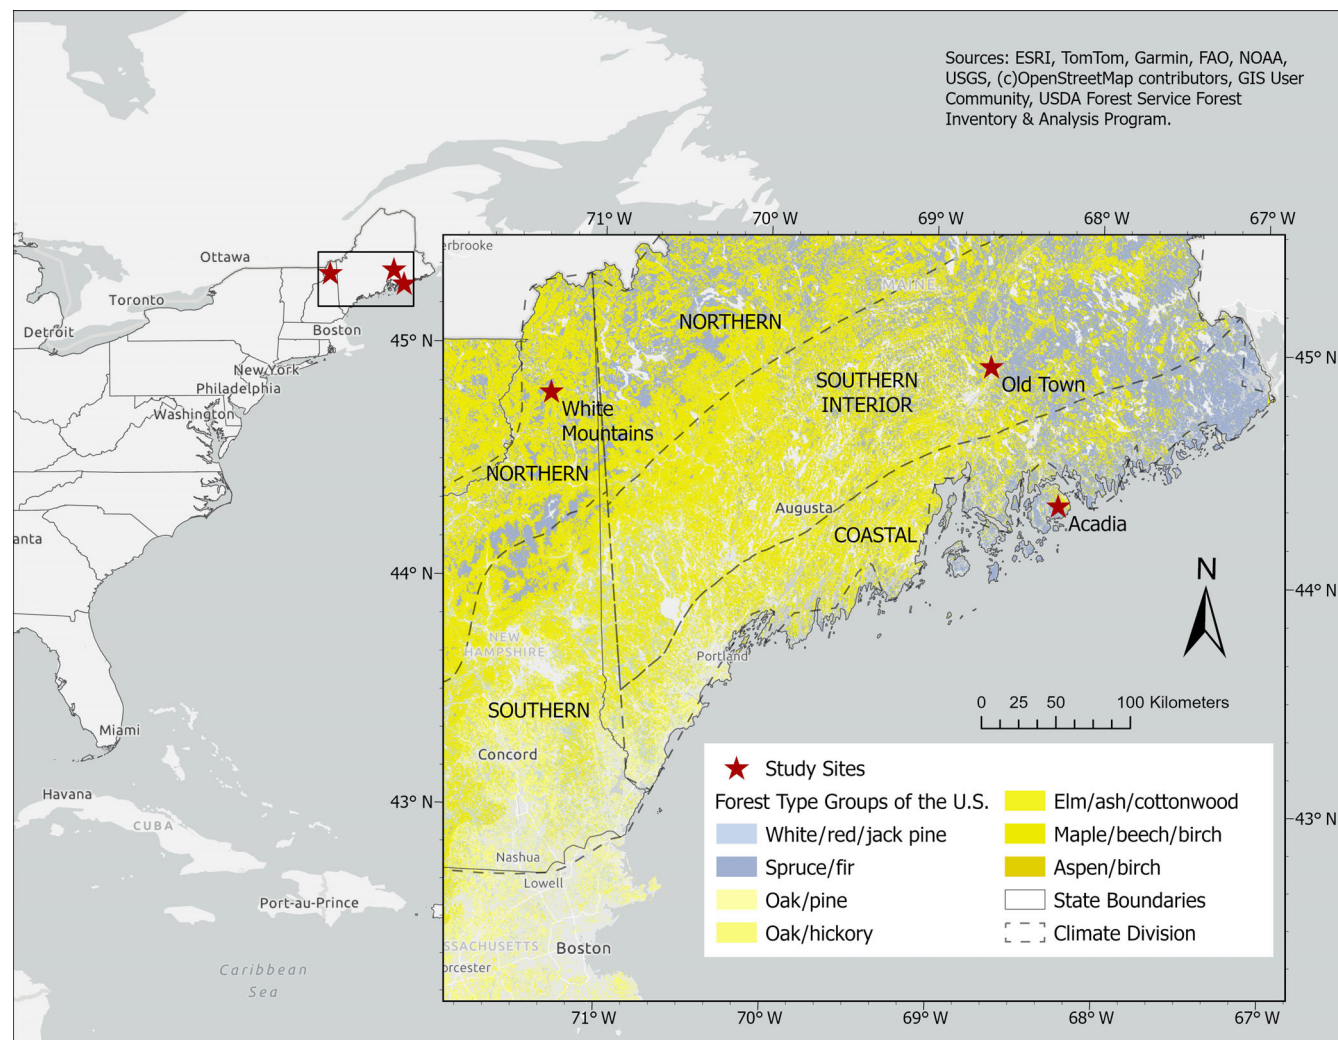 Sources: ESRI, TomTom, Garmin, FAO, NOAA,
USGS, (c)OpenStreetMap contributors, GIS User
Community, USDA Forest Service Forest
Inventory & Analysis Program.
Ottawa
Toronto
Detroit
Boston
New York
Philadelphia
Washington
anta
Miami
Havana
CUBA
Port-au-Prince
Caribbean
Sea
71° W
70° W
69° W
68° W
67° W
erbrooke
MAINE
NORTHERN
45° N
45° N
SOUTHERN
INTERIOR
Old Town
White
Mountains
NORTHERN
Augusta
COASTAL
Acadia
44° N
44° N
N
NEW
HAMPSHIRE
Portland
SOUTHERN
Concord
0 25 50 100 Kilometers
43° N
43° N
Nashua
Lowell
SSACHUSETTS
Boston
orcester
Study Sites
Forest Type Groups of the U.S.
White/red/jack pine
Spruce/fir
Oak/pine
Oak/hickory
Elm/ash/cottonwood
Maple/beech/birch
Aspen/birch
State Boundaries
Climate Division
71° W
70° W
69° W
68° W
67° W